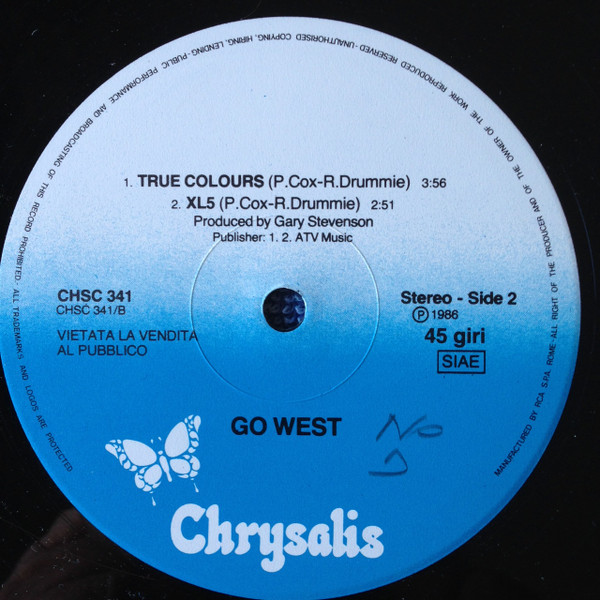 1. TRUE COLOURS (P.Cox-R.Drummie) 3:56
2. XL5 (P.Cox-R.Drummie) 2:51
Produced by Gary Stevenson
Publisher: 1. 2. ATV Music
CHSC 341
CHSC 341/B
VIETATA LA VENDITA
AL PUBBLICO
Stereo - Side 2
Ⓟ 1986
45 giri
SIAE
GO WEST
No
Chrysalis
MANUFACTURED BY RCA S.P.A. ROME-ALL RIGHT OF THE PRODUCER AND OF THE OWNER OF THE WORK REPRODUCED RESERVED-UNAUTHORISED COPYING, HIRING, LENDING-PUBLIC PERFORMANCE AND BROADCASTING OF THIS RECORD PROHIBITED-ALL TRADEMARKS AND LOGOS ARE PROTECTED